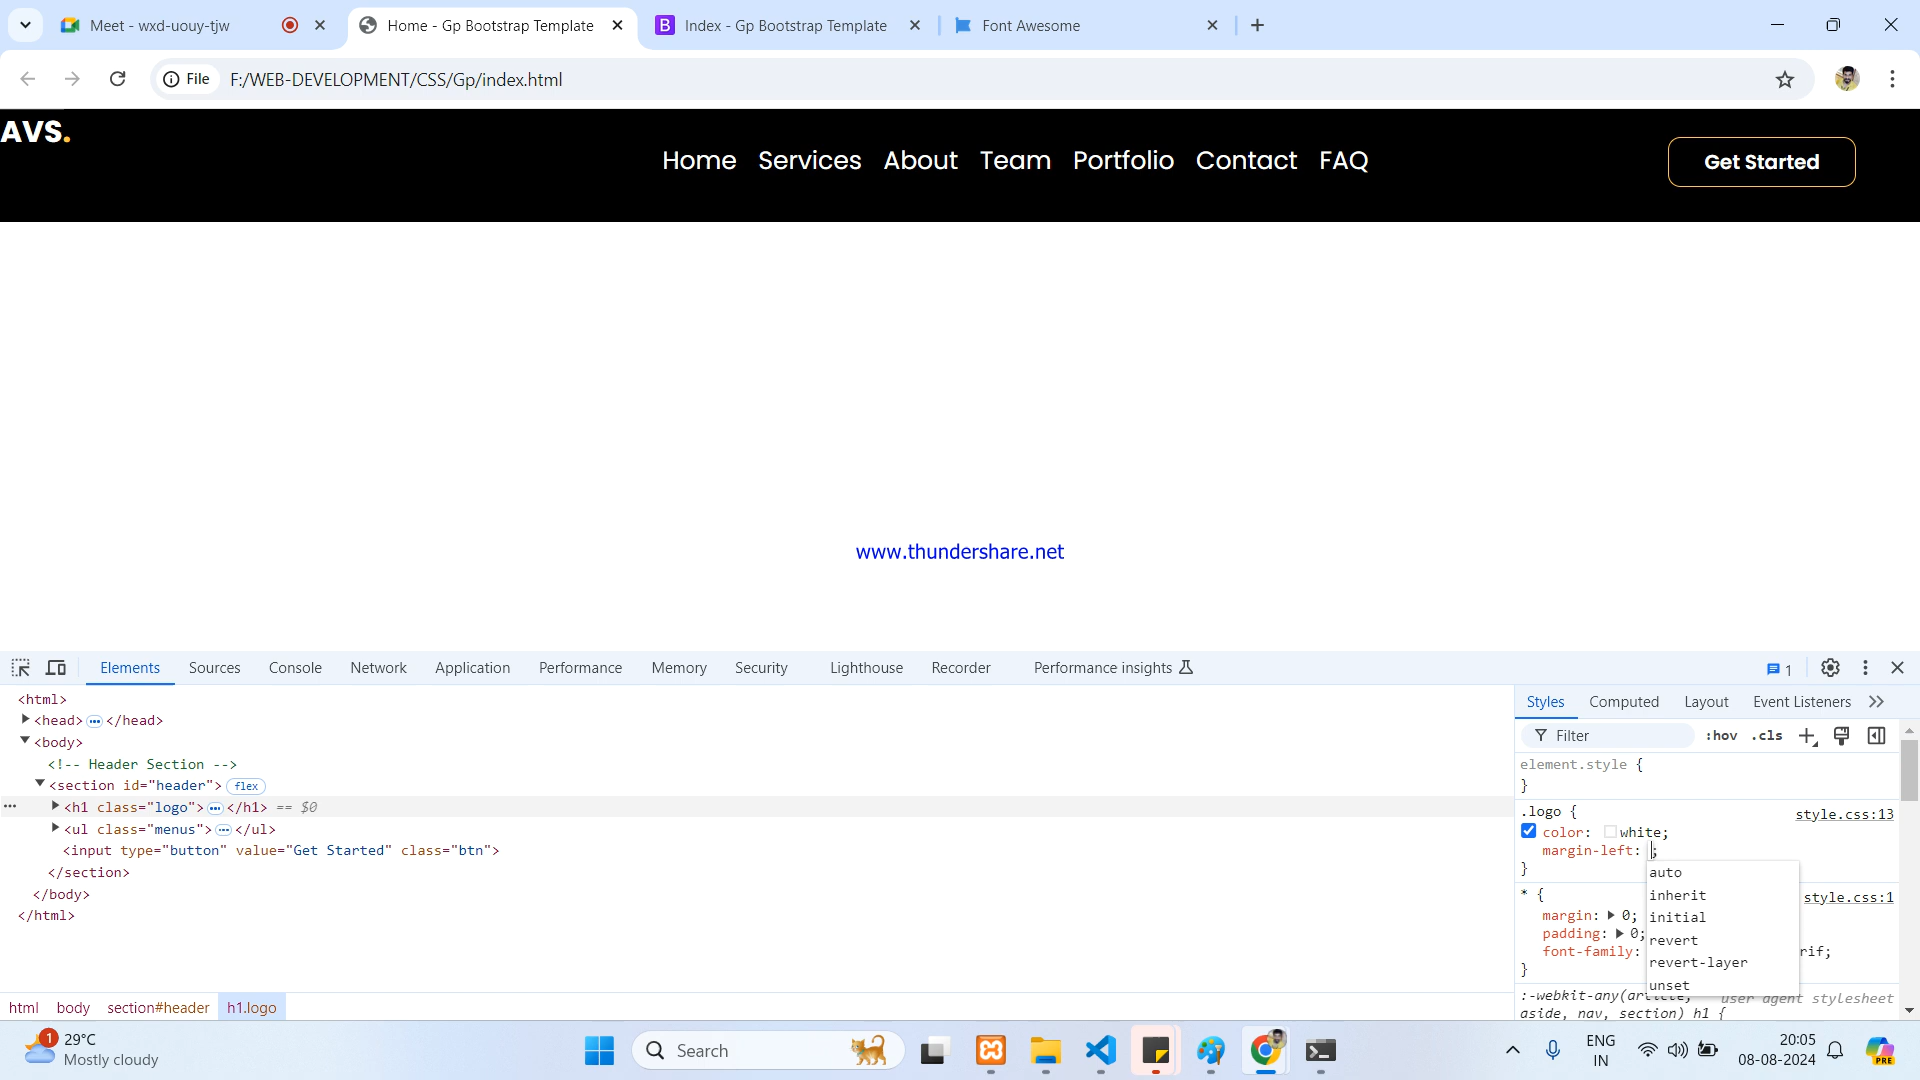 Meet - wxd-uouy-tjw
Home - Gp Bootstrap Template
Index - Gp Bootstrap Template
Font Awesome
File
F:/WEB-DEVELOPMENT/CSS/Gp/index.html
AVS.
Home Services About Team Portfolio Contact FAQ
Get Started
www.thundershare.net
Elements Sources Console Network Application Performance Memory Security Lighthouse Recorder Performance insights
1
<html>
<head> </head>
<body>
<!-- Header Section -->
<section id="header"> flex
<h1 class="logo"> </h1> == $0
<ul class="menus"> </ul>
<input type="button" value="Get Started" class="btn">
</section>
</body>
</html>
html body section#header h1.logo
Styles Computed Layout Event Listeners
Filter :hov .cls
element.style {
}
.logo { style.css:13
color: white;
margin-left: ;
}
auto
inherit
initial
revert
revert-layer
unset
* { style.css:1
margin: 0;
padding: 0;
font-family: rif;
}
:-webkit-any(article, user agent stylesheet
aside, nav, section) h1 {
1
29°C
Mostly cloudy
Search
ENG
IN
20:05
08-08-2024
PRE